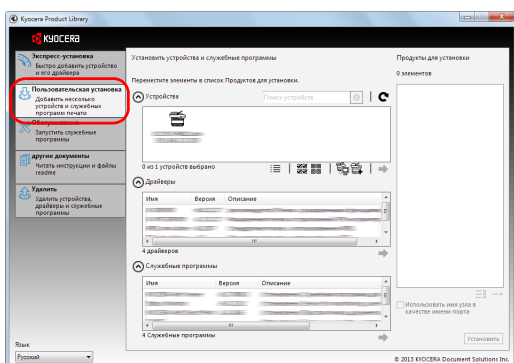 Kyocera Product Library
KYOCERA
Экспресс-установка
Быстро добавить устройство
и его драйвера
Пользовательская установка
Добавить несколько
устройств и служебных
программ печати
Обслуживание
Запустить служебные
программы
другие документы
Читать инструкции и файлы
readme
Удалить
Удалить устройства,
драйверы и служебные
программы
Язык
Русский
Установить устройства и служебные программы
Переместите элементы в список Продуктов для установки.
Устройства
Поиск устройств
0 из 1 устройств выбрано
Драйверы
Имя Версия Описание
4 драйверов
Служебные программы
Имя Версия Описание
4 Служебные программы
Продукты для установки
0 элементов
Использовать имя узла в
качестве имени порта
Установить
© 2013 KYOCERA Document Solutions Inc.